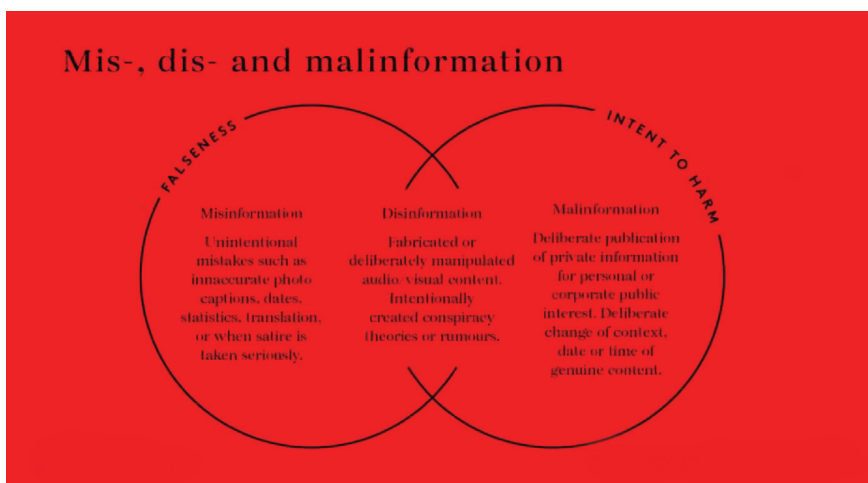 Mis-, dis- and malinformation
FALSENESS
INTENT TO HARM
Misinformation
Unintentional
mistakes such as
innaccurate photo
captions, dates,
statistics, translation,
or when satire is
taken seriously.
Disinformation
Fabricated or
deliberately manipulated
audio/visual content.
Intentionally
created conspiracy
theories or rumours.
Malinformation
Deliberate publication
of private information
for personal or
corporate public
interest. Deliberate
change of context,
date or time of
genuine content.